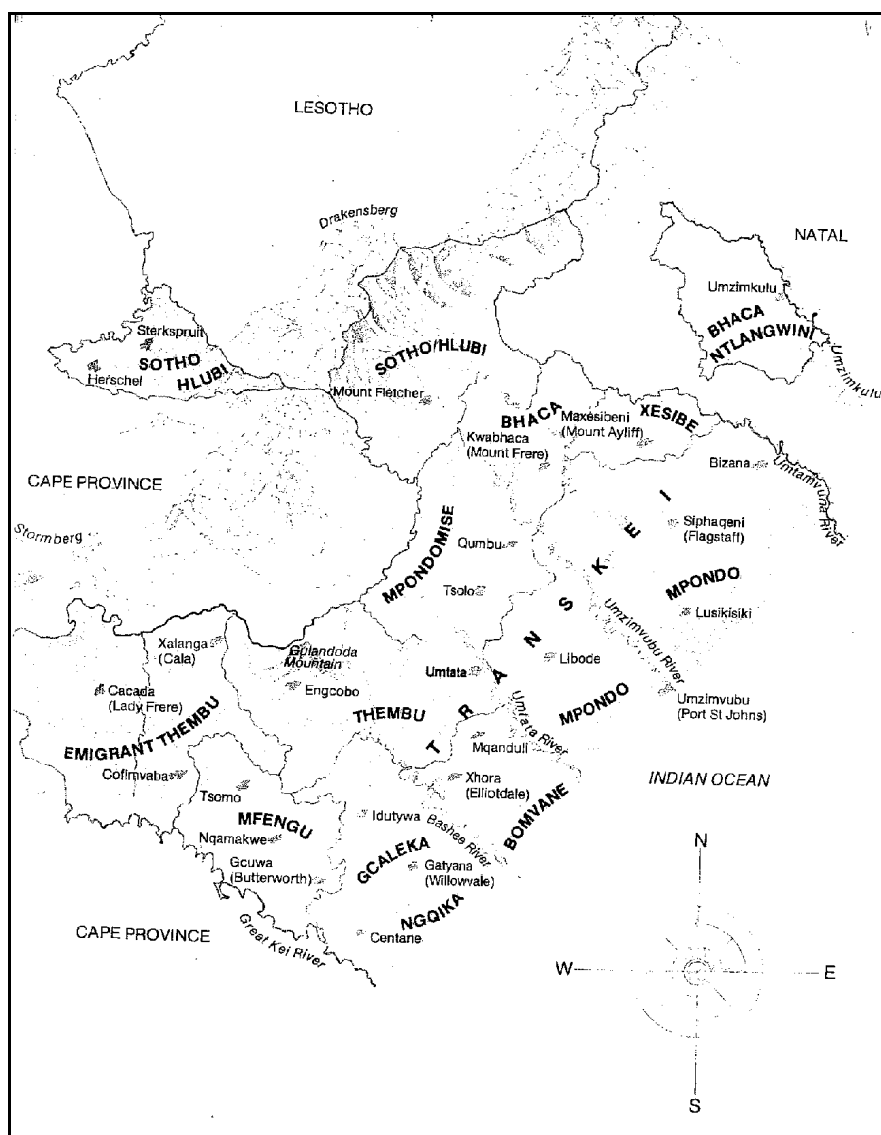 LESOTHO
Drakensberg
NATAL
Umzimkulu
BHACA
NTLANGWINI
Umzimkulu
Sterkspruit
SOTHO
HLUBI
Herschel
SOTHO/HLUBI
Mount Fletcher
BHACA
Maxesibeni
(Mount Ayliff)
XESIBE
Kwabhaca
(Mount Frere)
Bizana
Umtamvuna River
CAPE PROVINCE
Stormberg
MPONDOMISE
Qumbu
Siphaqeni
(Flagstaff)
MPONDO
Tsolo
Lusikisiki
Umzimvubu River
TRANSKEI
Xalanga
(Cala)
Gulandoda
Mountain
Umtata
Libode
Cacada
(Lady Frere)
Engcobo
THEMBU
MPONDO
Umzimvubu
(Port St Johns)
EMIGRANT THEMBU
Umtata River
Mqanduli
Cofimvaba
Xhora
(Elliotdale)
INDIAN OCEAN
Tsomo
MFENGU
Idutywa
Bashee River
BOMVANE
Nqamakwe
GCALEKA
Gatyana
(Willowvale)
Gcuwa
(Butterworth)
NGQIKA
CAPE PROVINCE
Great Kei River
Centane
N
W
E
S